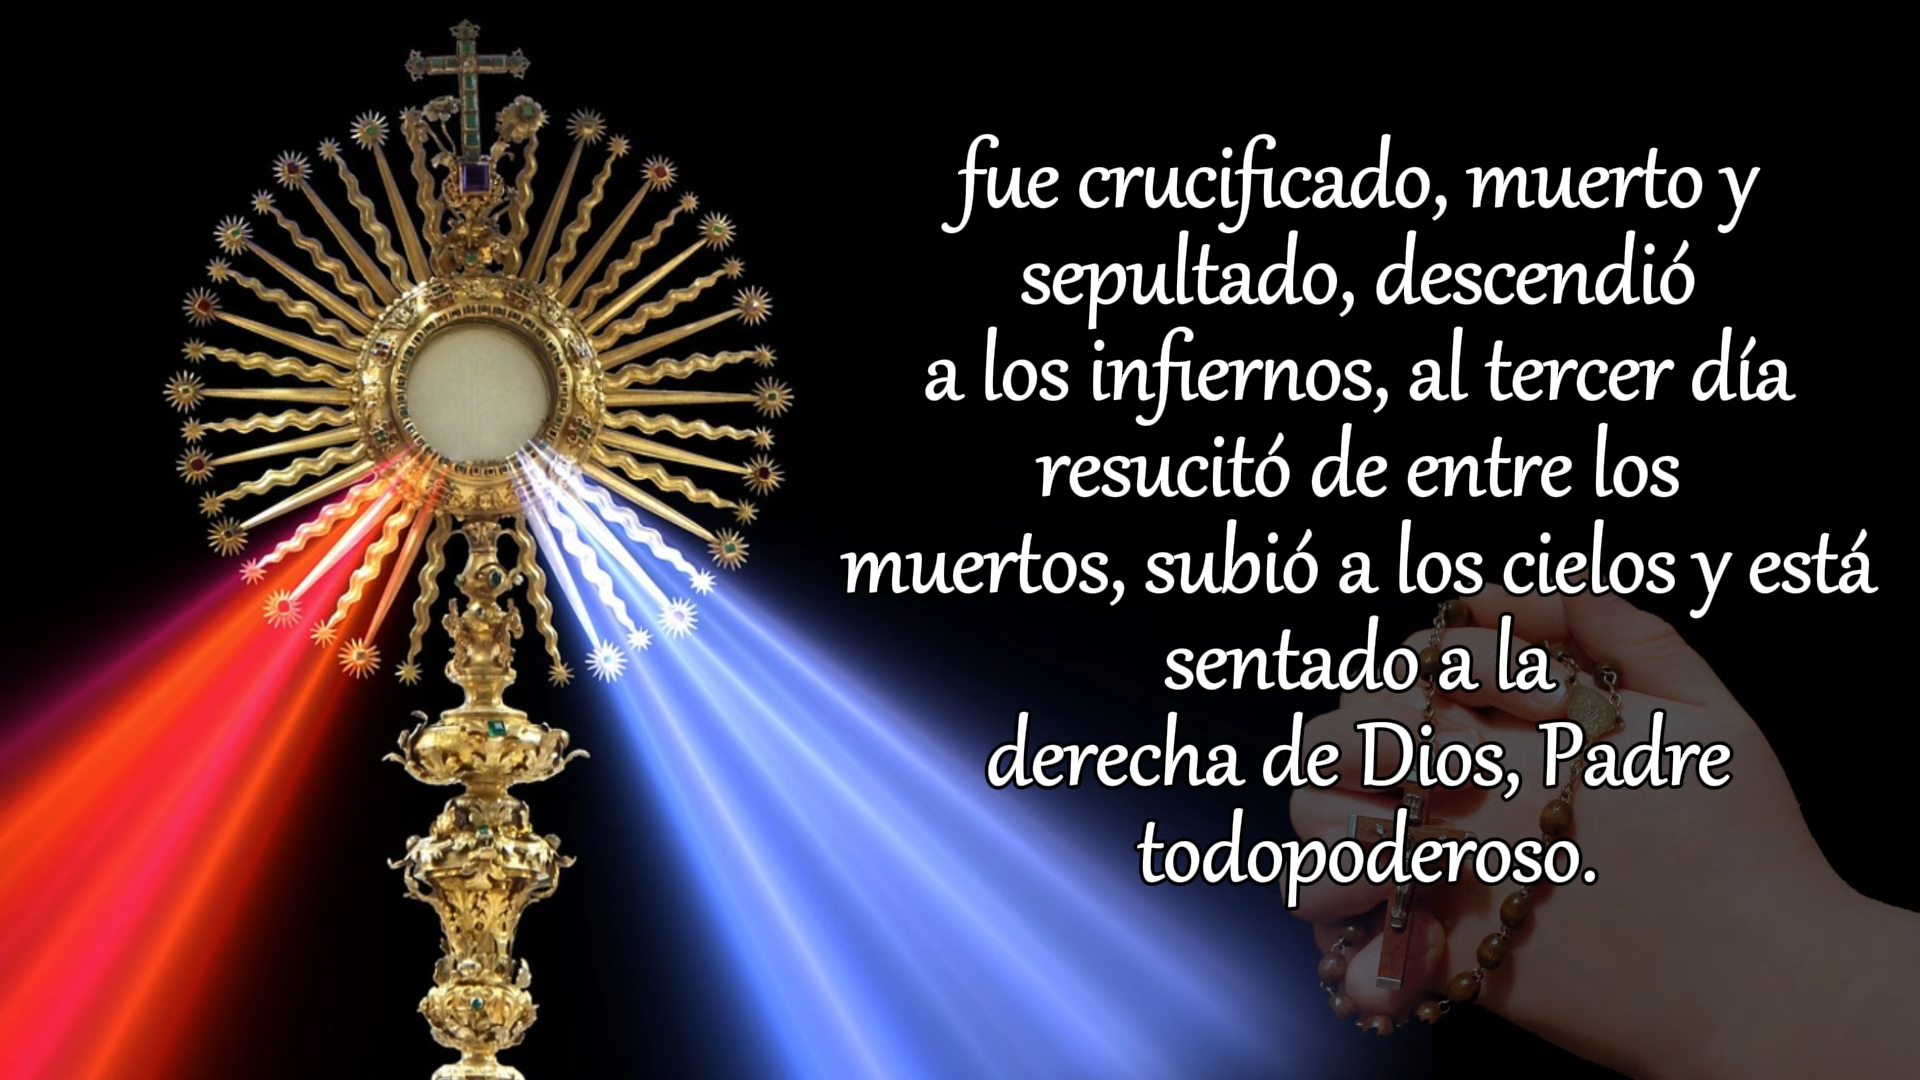 fue crucificado, muerto y
sepultado, descendió
a los infiernos, al tercer día
resucitó de entre los
muertos, subió a los cielos y está
sentado a la
derecha de Dios, Padre
todopoderoso.